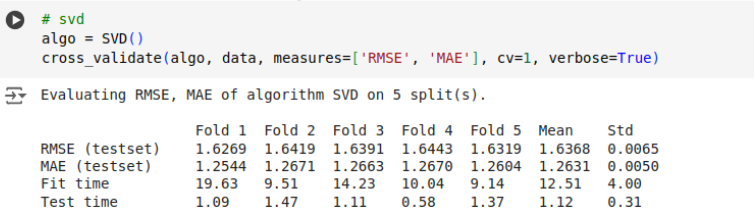 # svd
algo = SVD()
cross_validate(algo, data, measures=['RMSE', 'MAE'], cv=1, verbose=True)
Evaluating RMSE, MAE of algorithm SVD on 5 split(s).
Fold 1 Fold 2 Fold 3 Fold 4 Fold 5 Mean Std
RMSE (testset) 1.6269 1.6419 1.6391 1.6443 1.6319 1.6368 0.0065
MAE (testset) 1.2544 1.2671 1.2663 1.2670 1.2604 1.2631 0.0050
Fit time 19.63 9.51 14.23 10.04 9.14 12.51 4.00
Test time 1.09 1.47 1.11 0.58 1.37 1.12 0.31